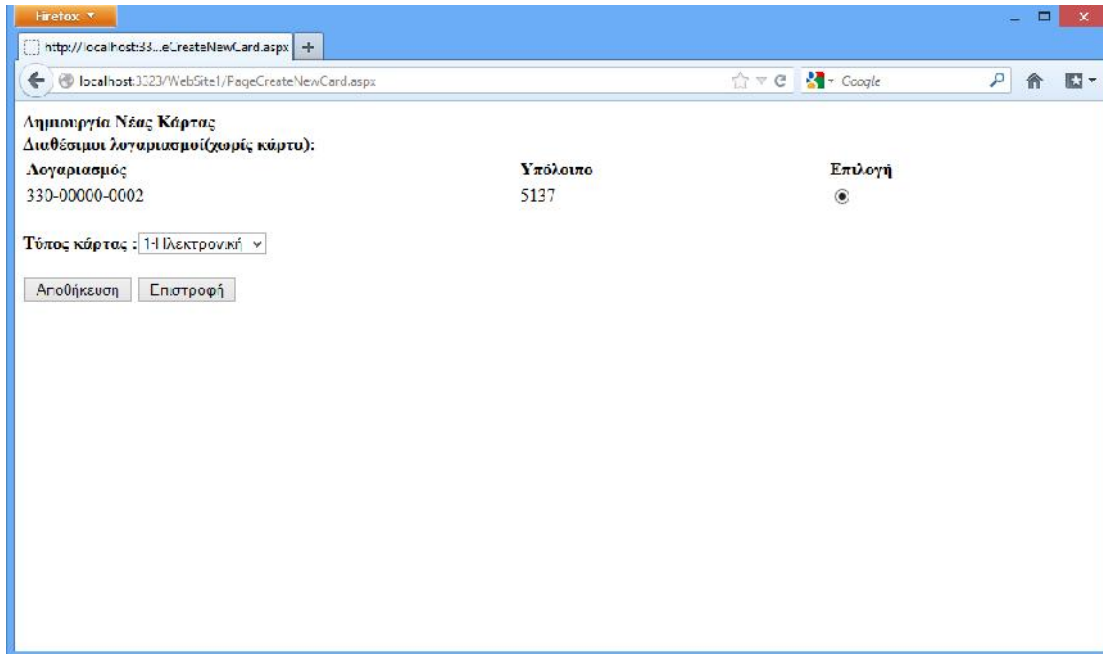 Firefox
http://localhost:33...eCreateNewCard.aspx
localhost:3323/WebSite1/PageCreateNewCard.aspx
Google
Δημιουργία Νέας Κάρτας
Διαθέσιμοι λογαριασμοί(χωρίς κάρτα):
Λογαριασμός Υπόλοιπο Επιλογή
330-00000-0002 5137
Τύπος κάρτας : 1-Ηλεκτρονική
Αποθήκευση Επιστροφή